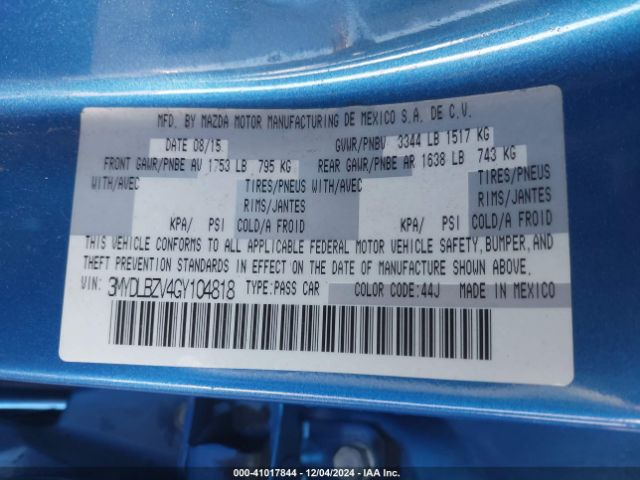 MFD. BY MAZDA MOTOR MANUFACTURING DE MEXICO S.A. DE C.V.
DATE 08/15 GVWR/PNBV 3344 LB 1517 KG
FRONT GAWR/PNBE AV 1753 LB 795 KG REAR GAWR/PNBE AR 1638 LB 743 KG
WITH/AVEC TIRES/PNEUS WITH/AVEC TIRES/PNEUS
RIMS/JANTES RIMS/JANTES
KPA/ PSI COLD/A FROID KPA/ PSI COLD/A FROID
THIS VEHICLE CONFORMS TO ALL APPLICABLE FEDERAL MOTOR VEHICLE SAFETY, BUMPER, AND
THEFT PREVENTION STANDARDS IN EFFECT ON THE DATE OF MANUFACTURE SHOWN ABOVE.
VIN: 3MYDLBZV4GY104818 TYPE:PASS CAR COLOR CODE:44J MADE IN MEXICO
000-41017844 | 12/04/2024 | IAA Inc.